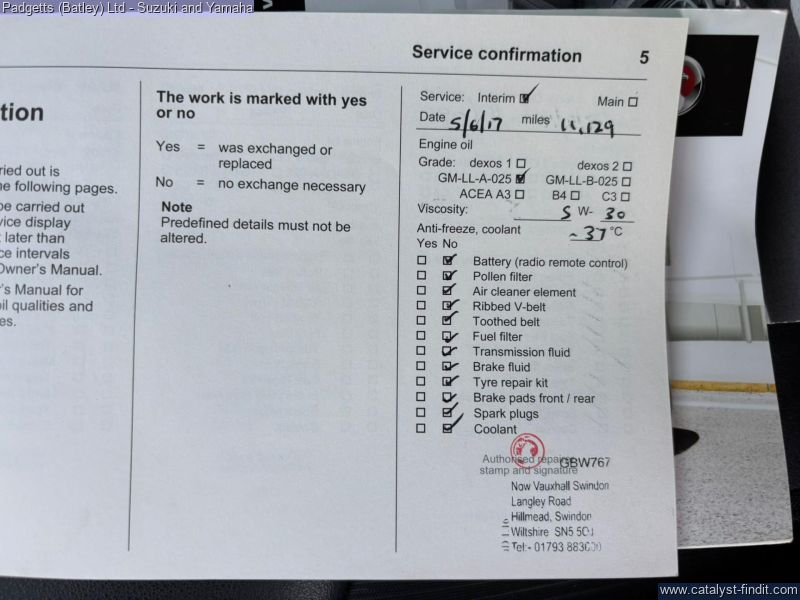 Padgetts (Batley) Ltd - Suzuki and Yamaha
Service confirmation 5
tion
ried out is
e following pages.
be carried out
vice display
later than
ce intervals
Owner's Manual.
's Manual for
oil qualities and
es.
The work is marked with yes
or no
Yes = was exchanged or
replaced
No = no exchange necessary
Note
Predefined details must not be
altered.
Service: Interim Main
Date 5/6/17 miles 11,129
Engine oil
Grade: dexos 1 dexos 2
GM-LL-A-025 GM-LL-B-025
ACEA A3 B4 C3
Viscosity: 5 W- 30
Anti-freeze, coolant -37 °C
Yes No
Battery (radio remote control)
Pollen filter
Air cleaner element
Ribbed V-belt
Toothed belt
Fuel filter
Transmission fluid
Brake fluid
Tyre repair kit
Brake pads front / rear
Spark plugs
Coolant
Authorised repairer GBW767
stamp and signature
Now Vauxhall Swindon
Langley Road
Hillmead, Swindon
Wiltshire SN5
Tel:- 01793
www.catalyst-findit.com